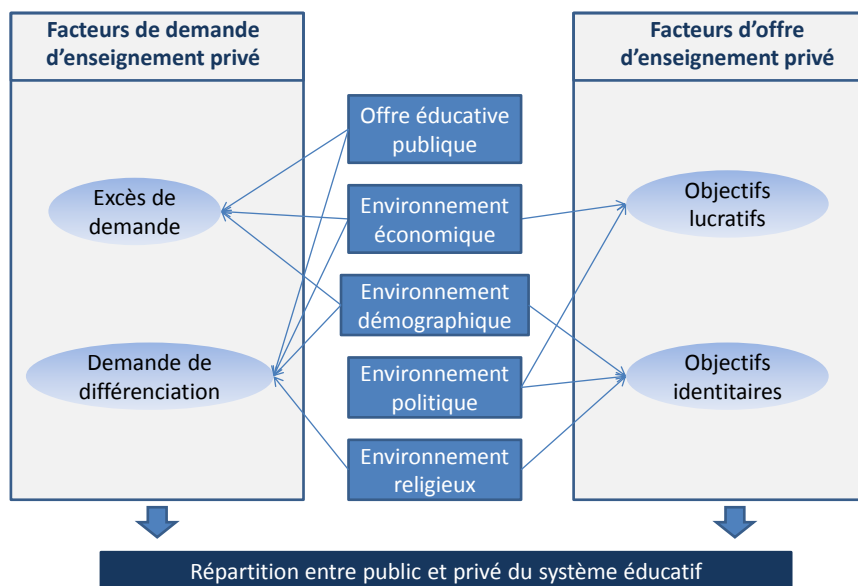 Facteurs de demande
d’enseignement privé
Excès de
demande
Demande de
différenciation
Offre éducative
publique
Environnement
économique
Environnement
démographique
Environnement
politique
Environnement
religieux
Facteurs d’offre
d’enseignement privé
Objectifs
lucratifs
Objectifs
identitaires
Répartition entre public et privé du système éducatif